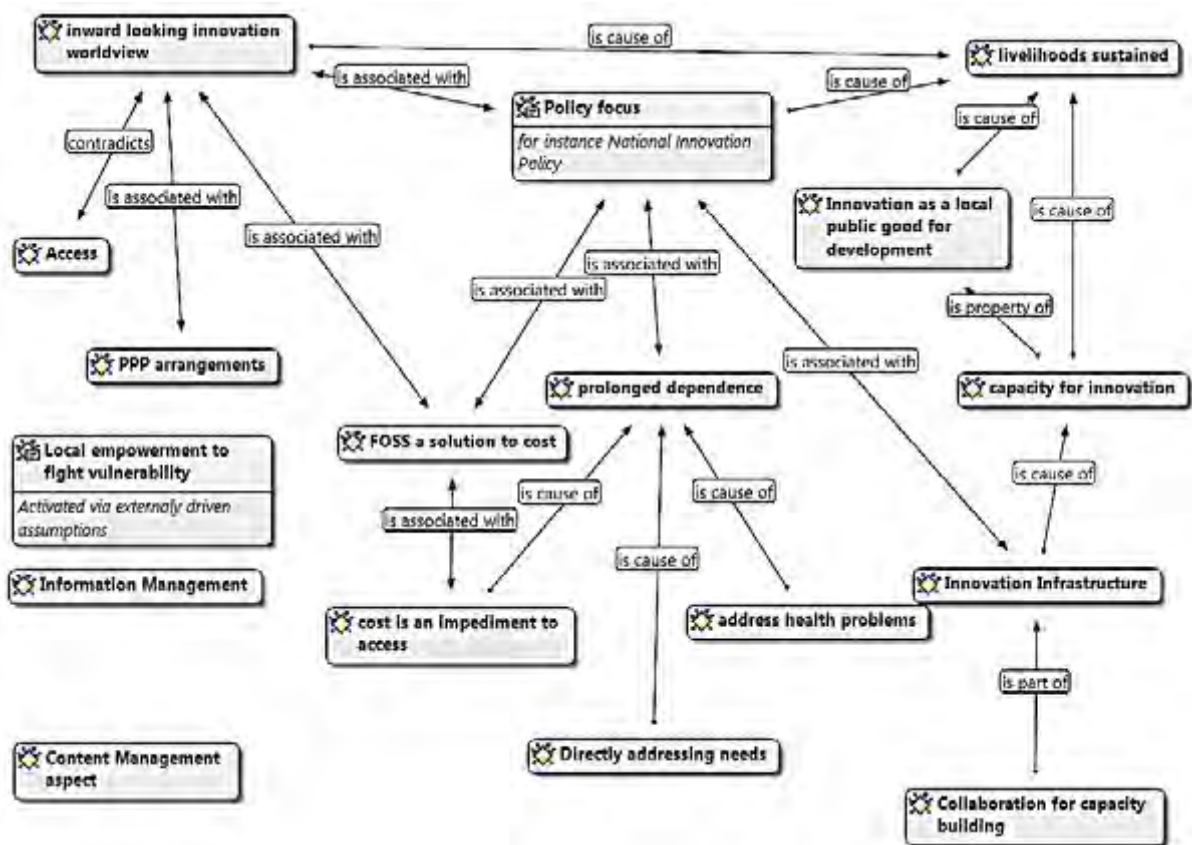 inward looking innovation
worldview
is cause of
livelihoods sustained
is associated with
is cause of
Policy focus
for instance National Innovation
Policy
is cause of
contradicts
is associated with
Innovation as a local
public good for
development
is cause of
Access
is associated with
is associated with
is associated with
is property of
PPP arrangements
is associated with
prolonged dependence
capacity for innovation
FOSS a solution to cost
Local empowerment to
fight vulnerability
Activated via externaly driven
assumptions
is cause of
is cause of
is cause of
is associated with
is cause of
Information Management
Innovation Infrastructure
cost is an impediment to
access
address health problems
is part of
Content Management
aspect
Directly addressing needs
Collaboration for capacity
building